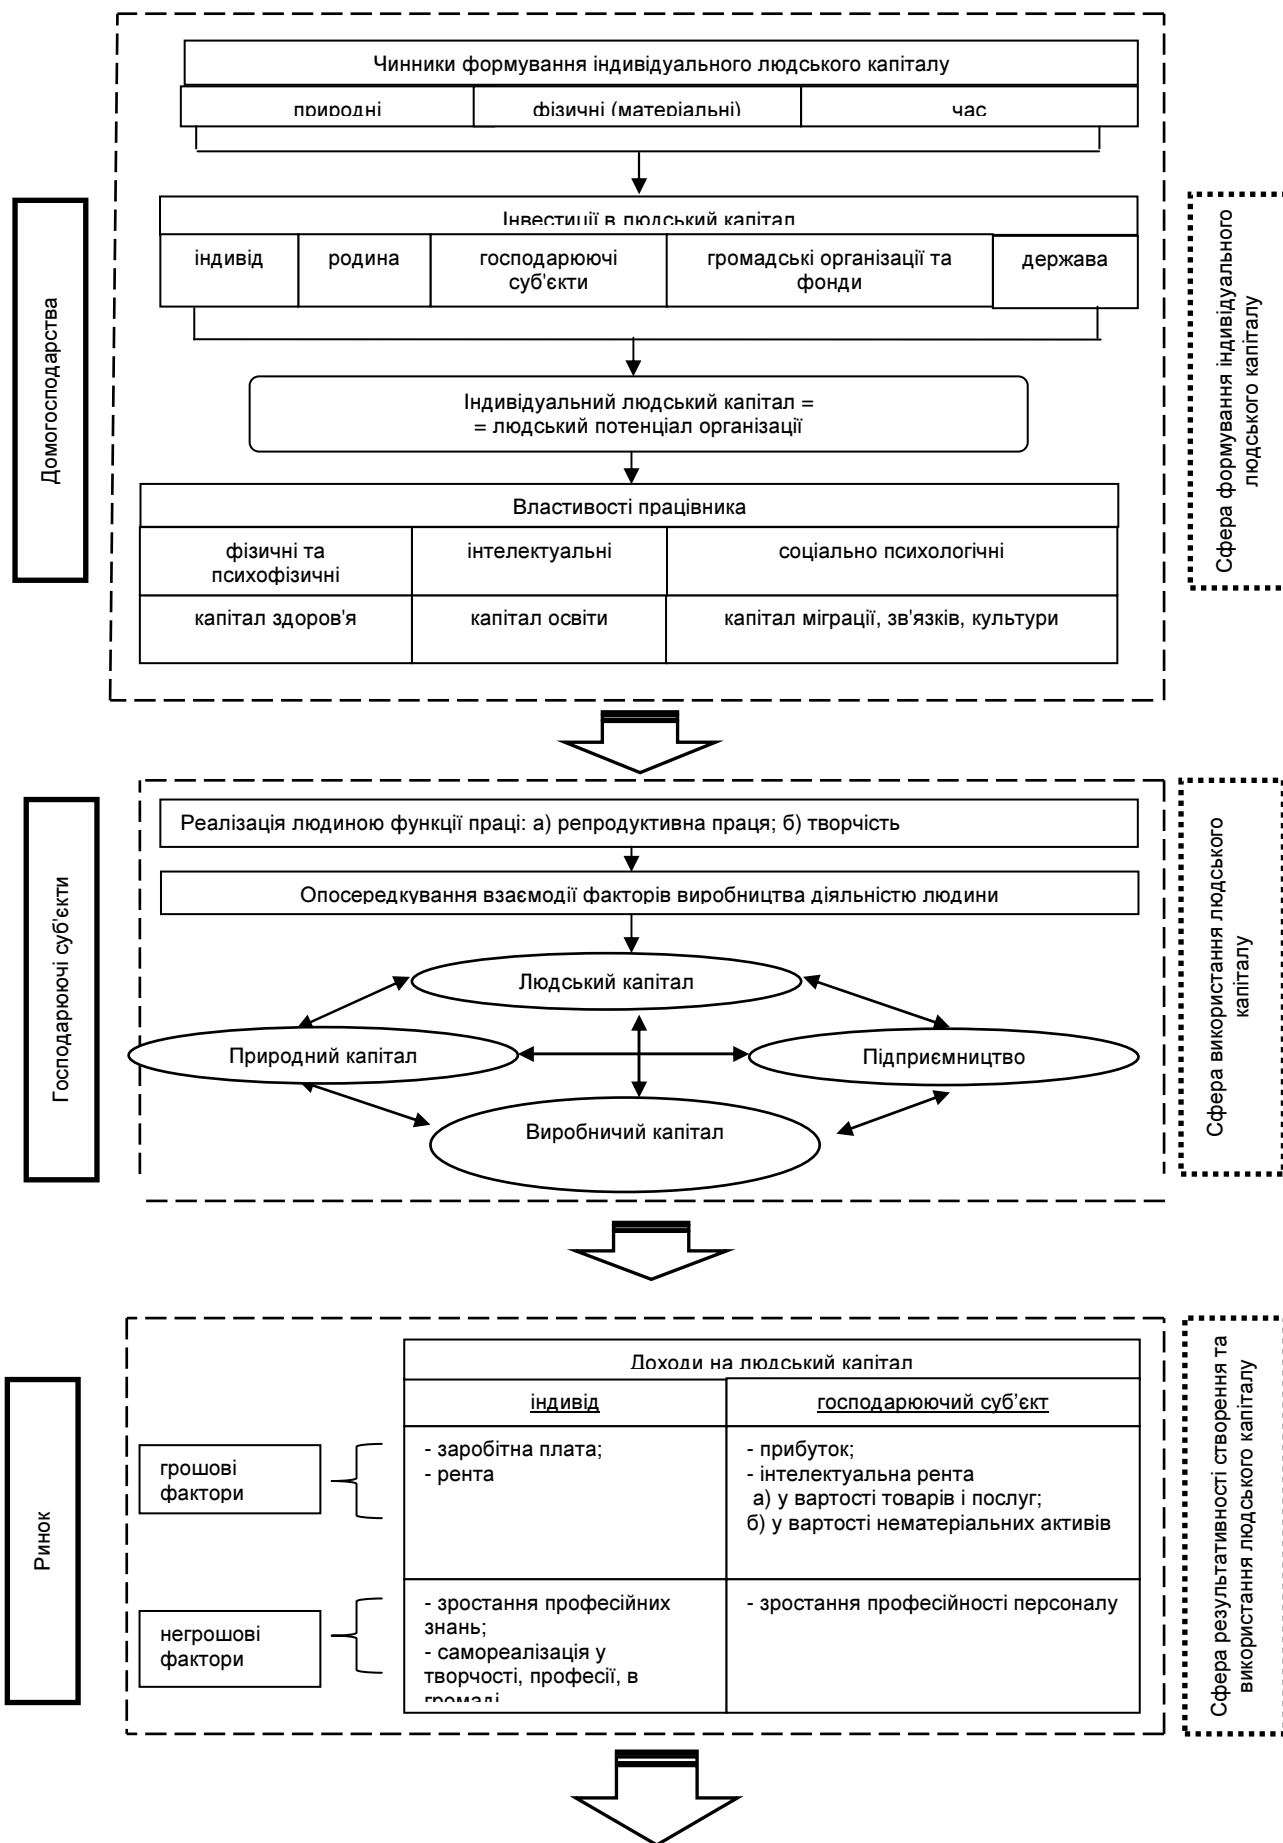 Чинники формування індивідуального людського капіталу
природні
фізичні (матеріальні)
час
Інвестиції в людський капітал
індивід
родина
господарюючі
суб'єкти
громадські організації та
фонди
держава
Домогосподарства
Сфера формування індивідуального
людського капіталу
Індивідуальний людський капітал =
= людський потенціал організації
Властивості працівника
фізичні та
психофізичні
інтелектуальні
соціально психологічні
капітал здоров'я
капітал освіти
капітал міграції, зв'язків, культури
Господарюючі суб'єкти
Сфера використання людського
капіталу
Реалізація людиною функції праці: а) репродуктивна праця; б) творчість
Опосередкування взаємодії факторів виробництва діяльністю людини
Людський капітал
Природний капітал
Підприємництво
Виробничий капітал
Ринок
Сфера результативності створення та
використання людського капіталу
Доходи на людський капітал
індивід
господарюючий суб’єкт
грошові
фактори
- заробітна плата;
- рента
- прибуток;
- інтелектуальна рента
а) у вартості товарів і послуг;
б) у вартості нематеріальних активів
негрошові
фактори
- зростання професійних
знань;
- самореалізація у
творчості, професії, в
громаді
- зростання професійності персоналу